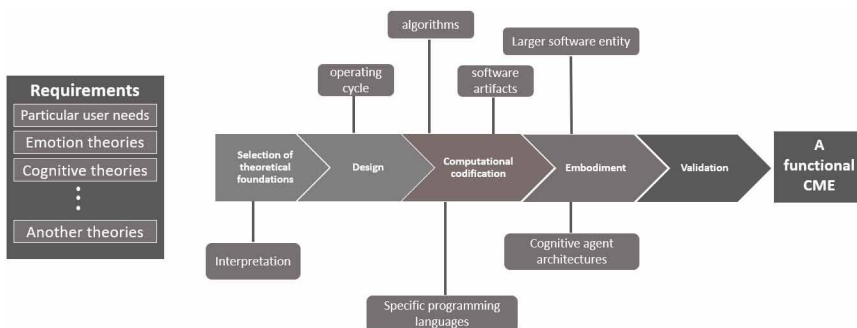 Requirements
Particular user needs
Emotion theories
Cognitive theories
Another theories
algorithms
Larger software entity
operating
cycle
software
artifacts
Selection of
theoretical
foundations
Design
Computational
codification
Embodiment
Validation
A
functional
CME
Interpretation
Cognitive agent
architectures
Specific programming
languages